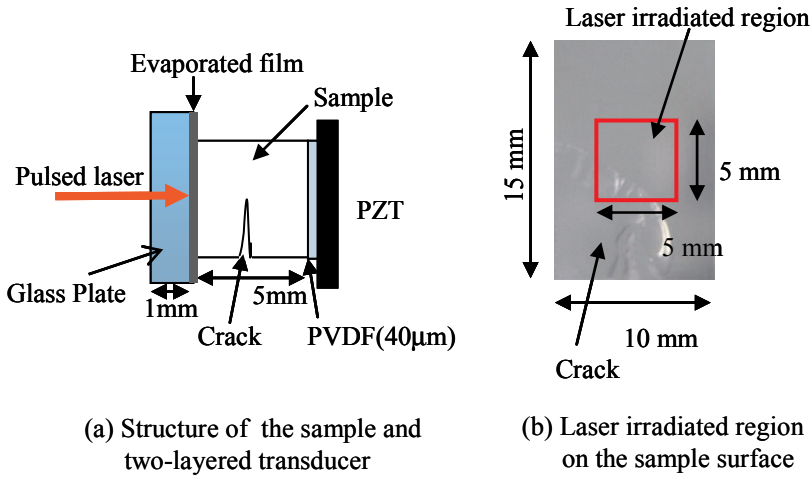 Laser irradiated region
Evaporated film
Sample
Pulsed laser
PZT
15 mm
5 mm
5 mm
Glass Plate
1mm
5mm
Crack
PVDF(40μm)
10 mm
Crack
(a) Structure of the sample and
two-layered transducer
(b) Laser irradiated region
on the sample surface